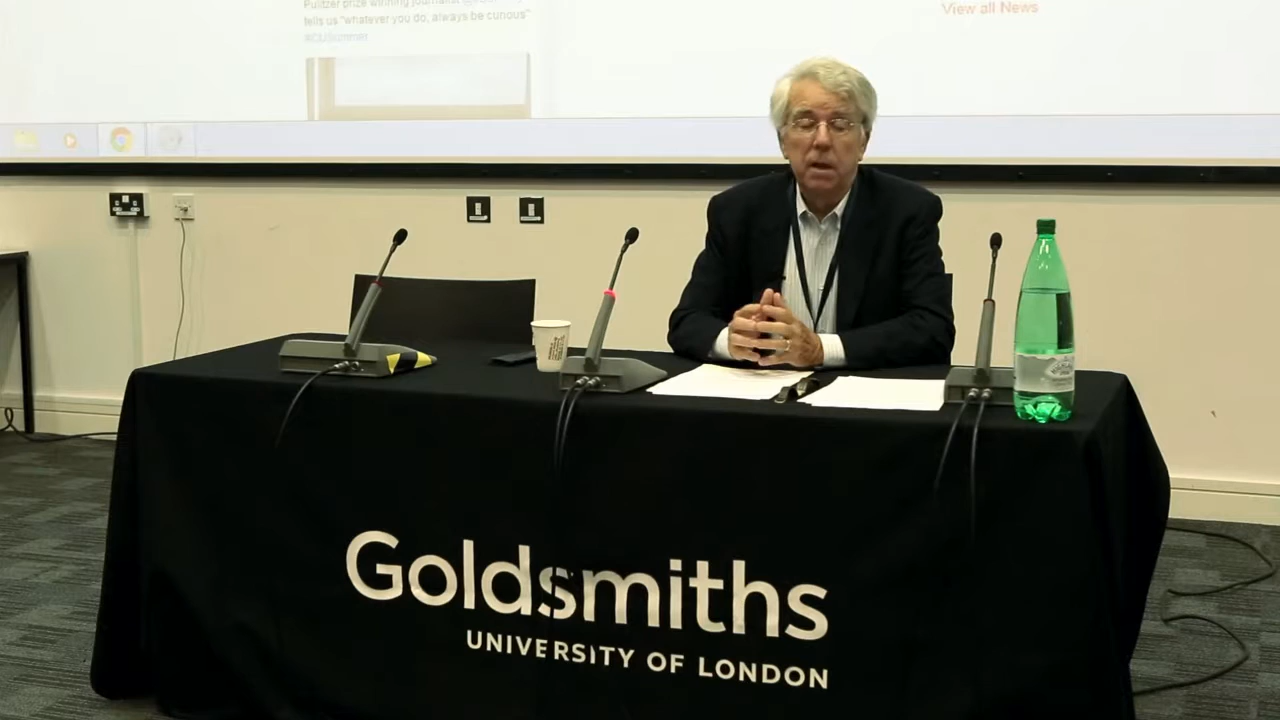 Pulitzer prize winning journalist
tells us "whatever you do, always be curious"
View all News
Goldsmiths
UNIVERSITY OF LONDON